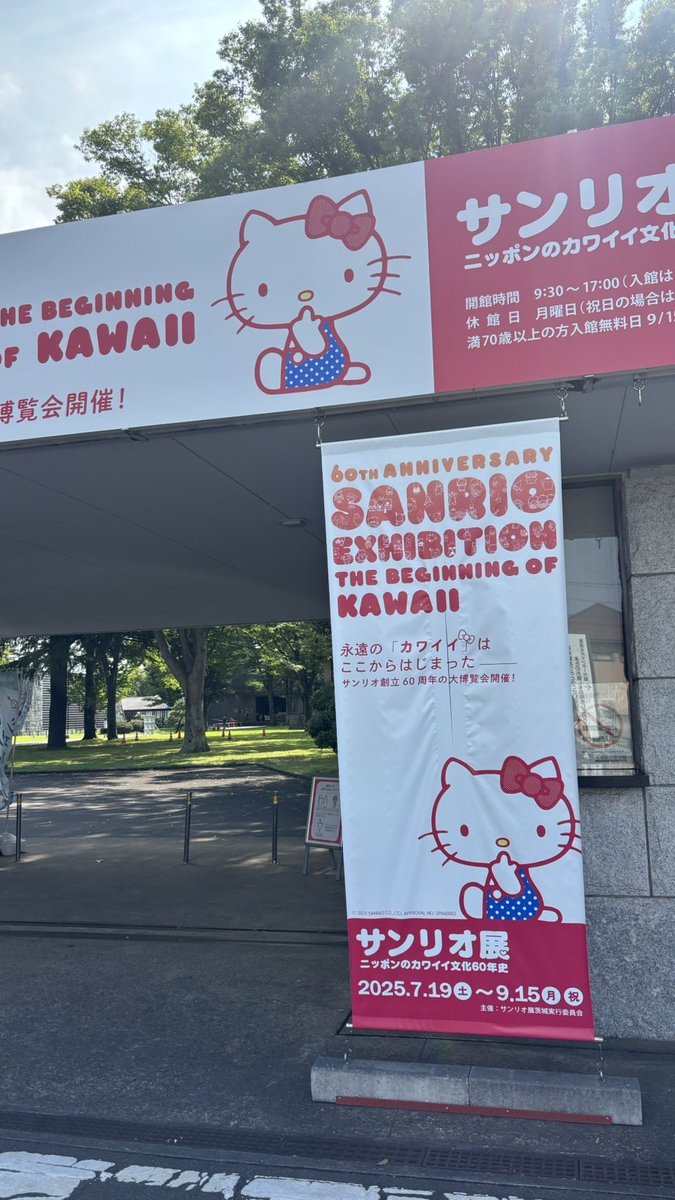 THE BEGINNING
OF KAWAII
博覧会開催!
サンリオ
ニッポンのカワイイ文化
開館時間 9:30~17:00(入館は
休館日 月曜日(祝日の場合は
満70歳以上の方入館無料日 9/15
60TH ANNIVERSARY
SANRIO
EXHIBITION
THE BEGINNING OF
KAWAII
永遠の「カワイイ」は
ここからはじまった
サンリオ創立60周年の大博覧会開催!
© 2025 SANRIO CO., LTD. APPROVAL NO. SP660002
サンリオ展
ニッポンのカワイイ文化60年史
2025.7.19土~9.15月祝
主催:サンリオ展茨城実行委員会